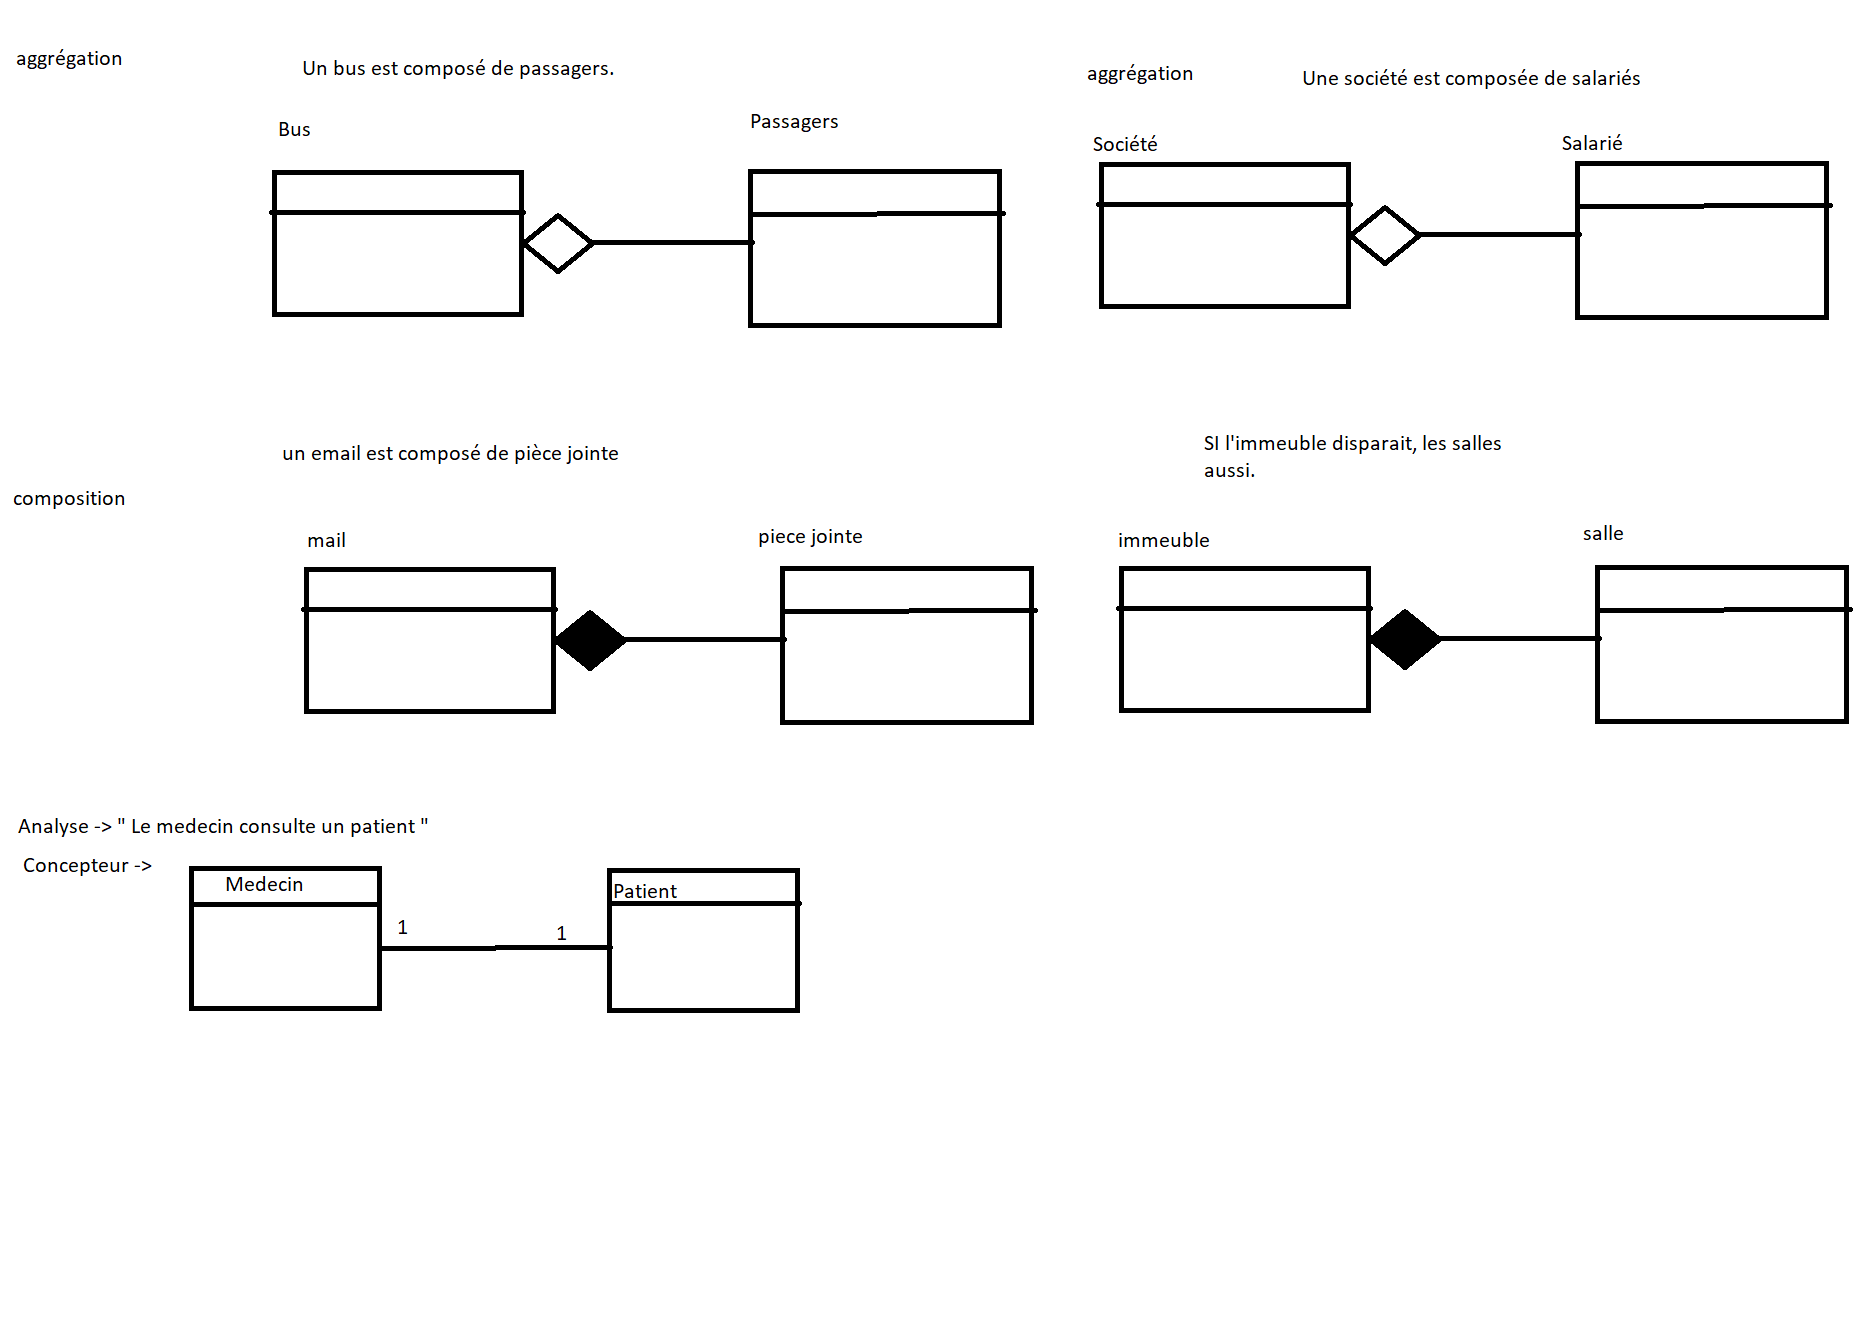 aggrégation
Un bus est composé de passagers.
Bus
Passagers
aggrégation
Une société est composée de salariés
Société
Salarié
un email est composé de pièce jointe
composition
mail
piece jointe
SI l'immeuble disparait, les salles
aussi.
immeuble
salle
Analyse -> " Le medecin consulte un patient "
Concepteur ->
Medecin
1
1
Patient